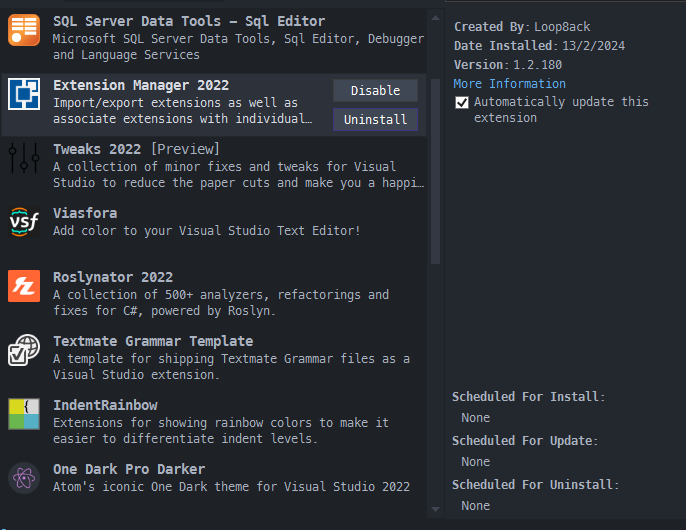 SQL Server Data Tools – Sql Editor
Microsoft SQL Server Data Tools, Sql Editor, Debugger
and Language Services
Extension Manager 2022
Import/export extensions as well as
associate extensions with individual…
Disable
Uninstall
Tweaks 2022 [Preview]
A collection of minor fixes and tweaks for Visual
Studio to reduce the paper cuts and make you a happi…
vsf
Viasfora
Add color to your Visual Studio Text Editor!
Roslynator 2022
A collection of 500+ analyzers, refactorings and
fixes for C#, powered by Roslyn.
Textmate Grammar Template
A template for shipping Textmate Grammar files as a
Visual Studio extension.
{
IndentRainbow
Extensions for showing rainbow colors to make it
easier to differentiate indent levels.
One Dark Pro Darker
Atom's iconic One Dark theme for Visual Studio 2022
Created By: Loop8ack
Date Installed: 13/2/2024
Version: 1.2.180
More Information
Automatically update this
extension
Scheduled For Install:
None
Scheduled For Update:
None
Scheduled For Uninstall:
None